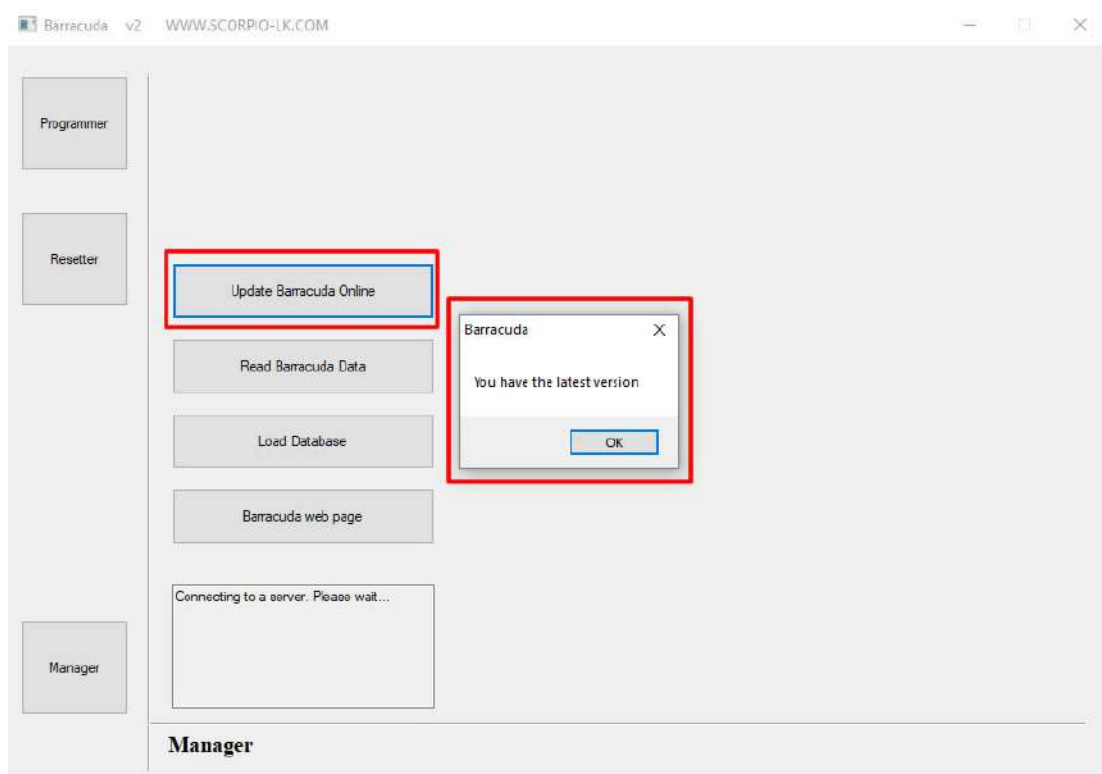 Barracuda v2 WWW.SCORPIO-LK.COM
Programmer
Resetter
Update Barracuda Online
Read Barracuda Data
Load Database
Barracuda web page
Barracuda
You have the latest version
OK
Connecting to a server. Please wait...
Manager
Manager